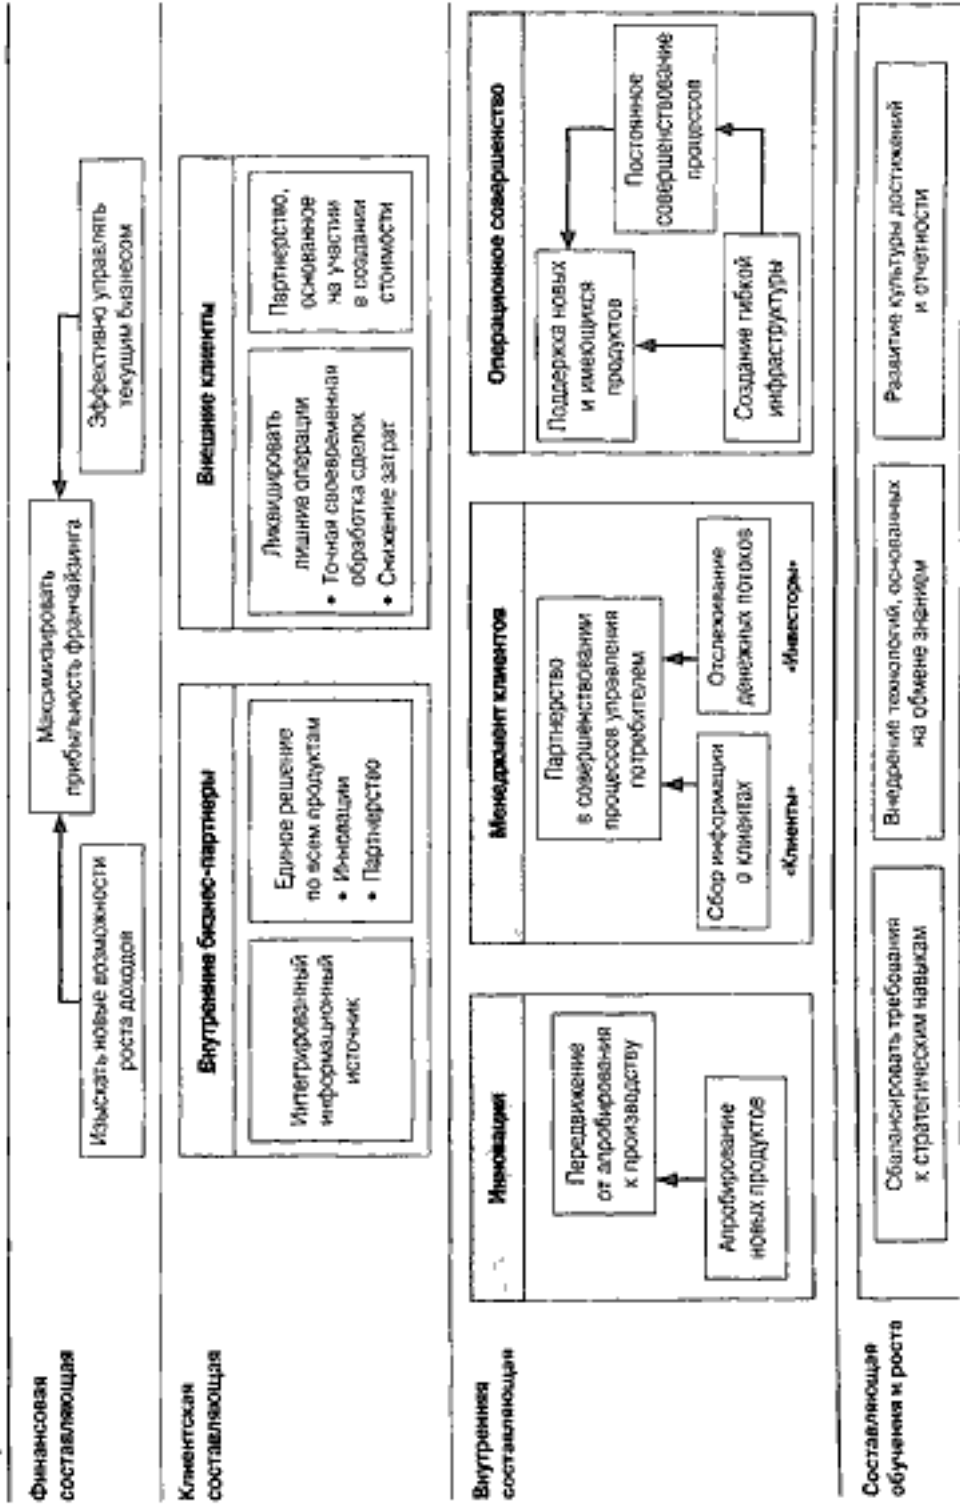 Финансовая
составляющая
Изыскать новые возможности
роста доходов
Максимизировать
прибыльность франчайзинга
Эффективно управлять
текущим бизнесом
Клиентская
составляющая
Внутренние бизнес-партнеры
Интегрированный
информационный
источник
Единое решение
по всем продуктам
• Инновации
• Партнерство
Внешние клиенты
Ликвидировать
лишние операции
• Точная своевременная
обработка сделок
• Снижение затрат
Партнерство,
основанное
на участии
в создании
стоимости
Внутренняя
составляющая
Инновации
Передвижение
от апробирования
к производству
Апробирование
новых продуктов
Менеджмент клиентов
Партнерство
в совершенствовании
процессов управления
потребителем
Сбор информации
о клиентах
«Клиенты»
Отслеживание
денежных потоков
«Инвесторы»
Операционное совершенство
Поддержка новых
и имеющихся
продуктов
Постоянное
совершенствование
процессов
Создание гибкой
инфраструктуры
Составляющая
обучения и роста
Сбалансировать требования
к стратегическим навыкам
Внедрение технологий, основанных
на обмене знанием
Развитие культуры достижений
и отчетности